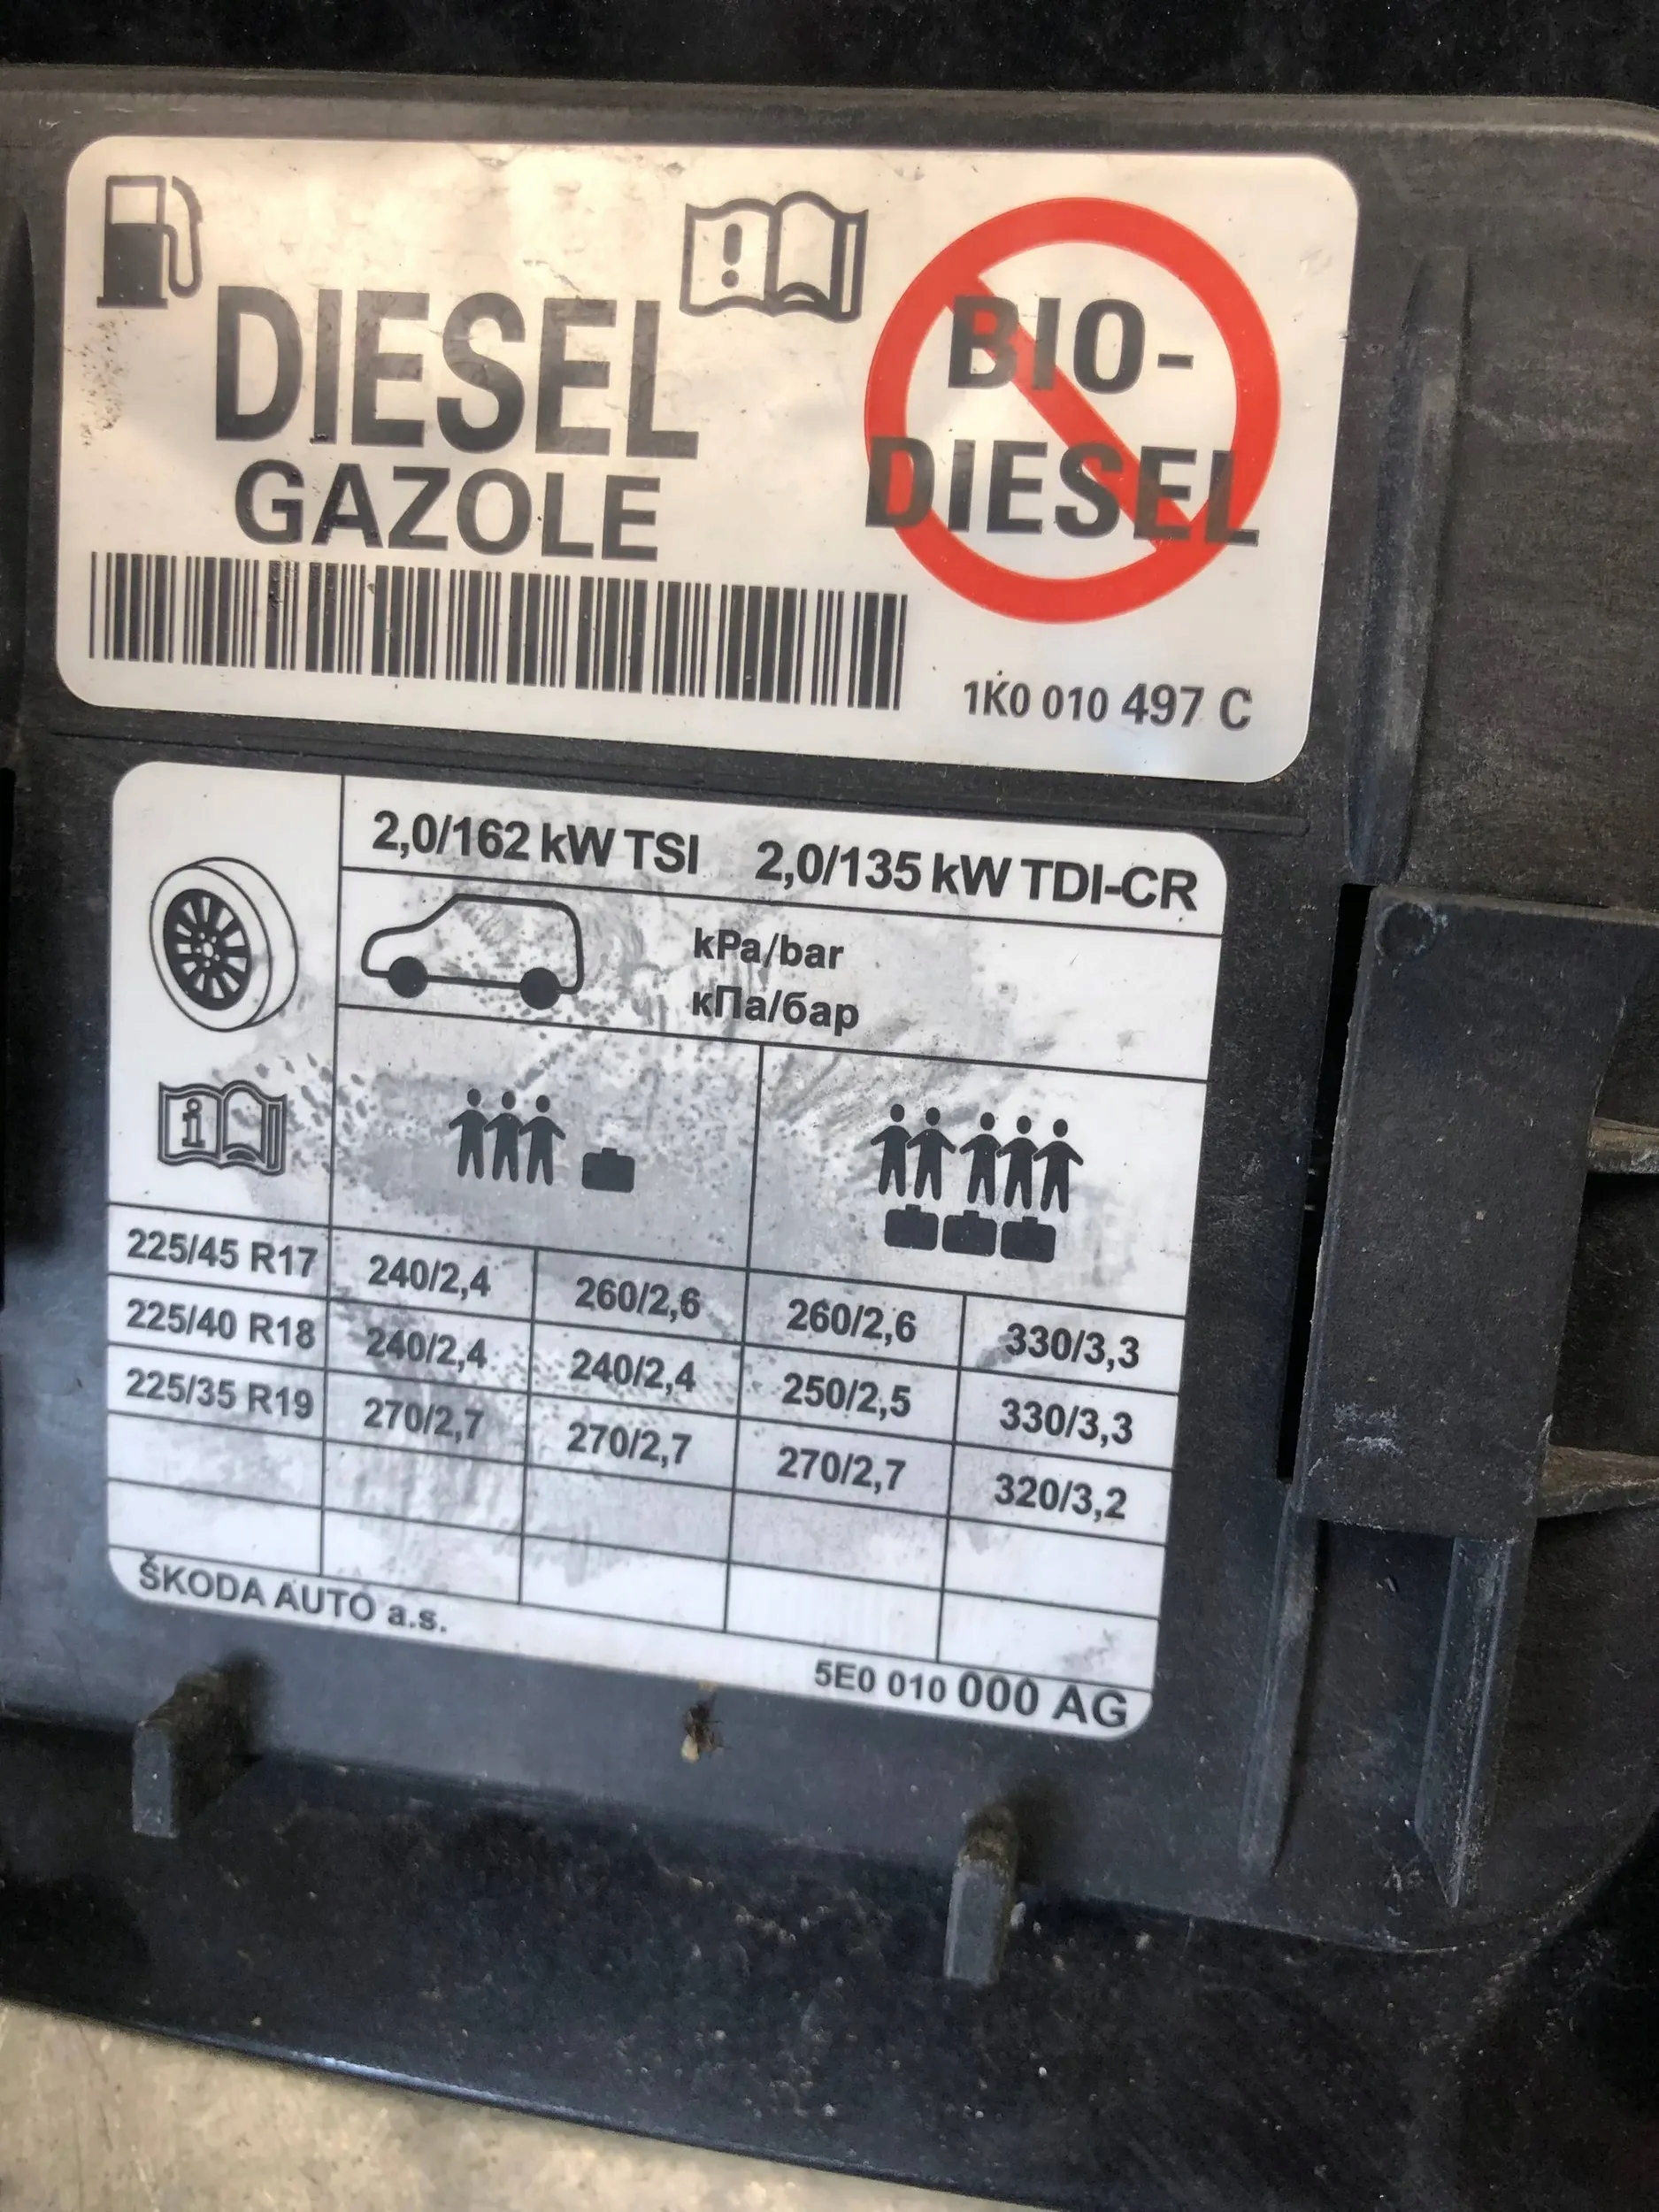 DIESEL
GAZOLE
BIO-
DIESEL
1K0 010 497 C
2,0/162 kW TSI 2,0/135 kW TDI-CR
kPa/bar
кПа/бар
225/45 R17 240/2,4 260/2,6 260/2,6 330/3,3
225/40 R18 240/2,4 240/2,4 250/2,5 330/3,3
225/35 R19 270/2,7 270/2,7 270/2,7 320/3,2
ŠKODA AUTO a.s.
5E0 010 000 AG